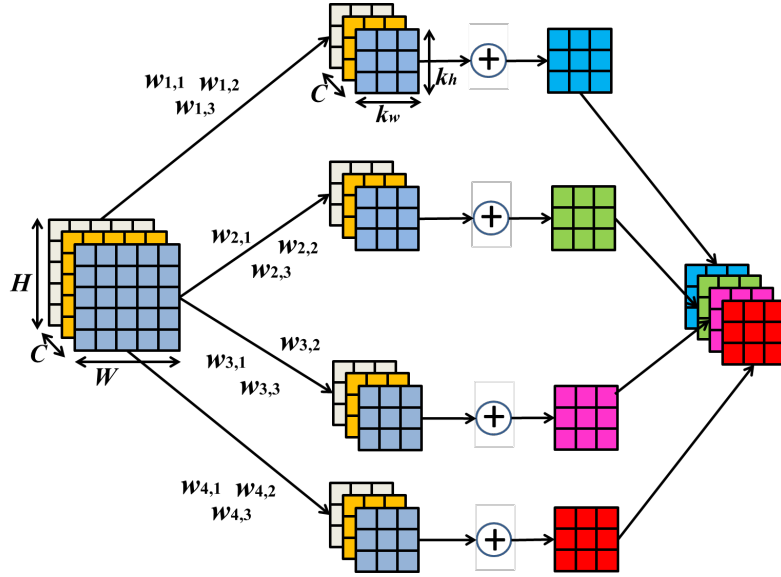 w1,1 w1,2
w1,3
C
kh
kw
+
w2,1
w2,2
w2,3
+
H
C
W
w3,2
w3,1
w3,3
+
w4,1 w4,2
w4,3
+